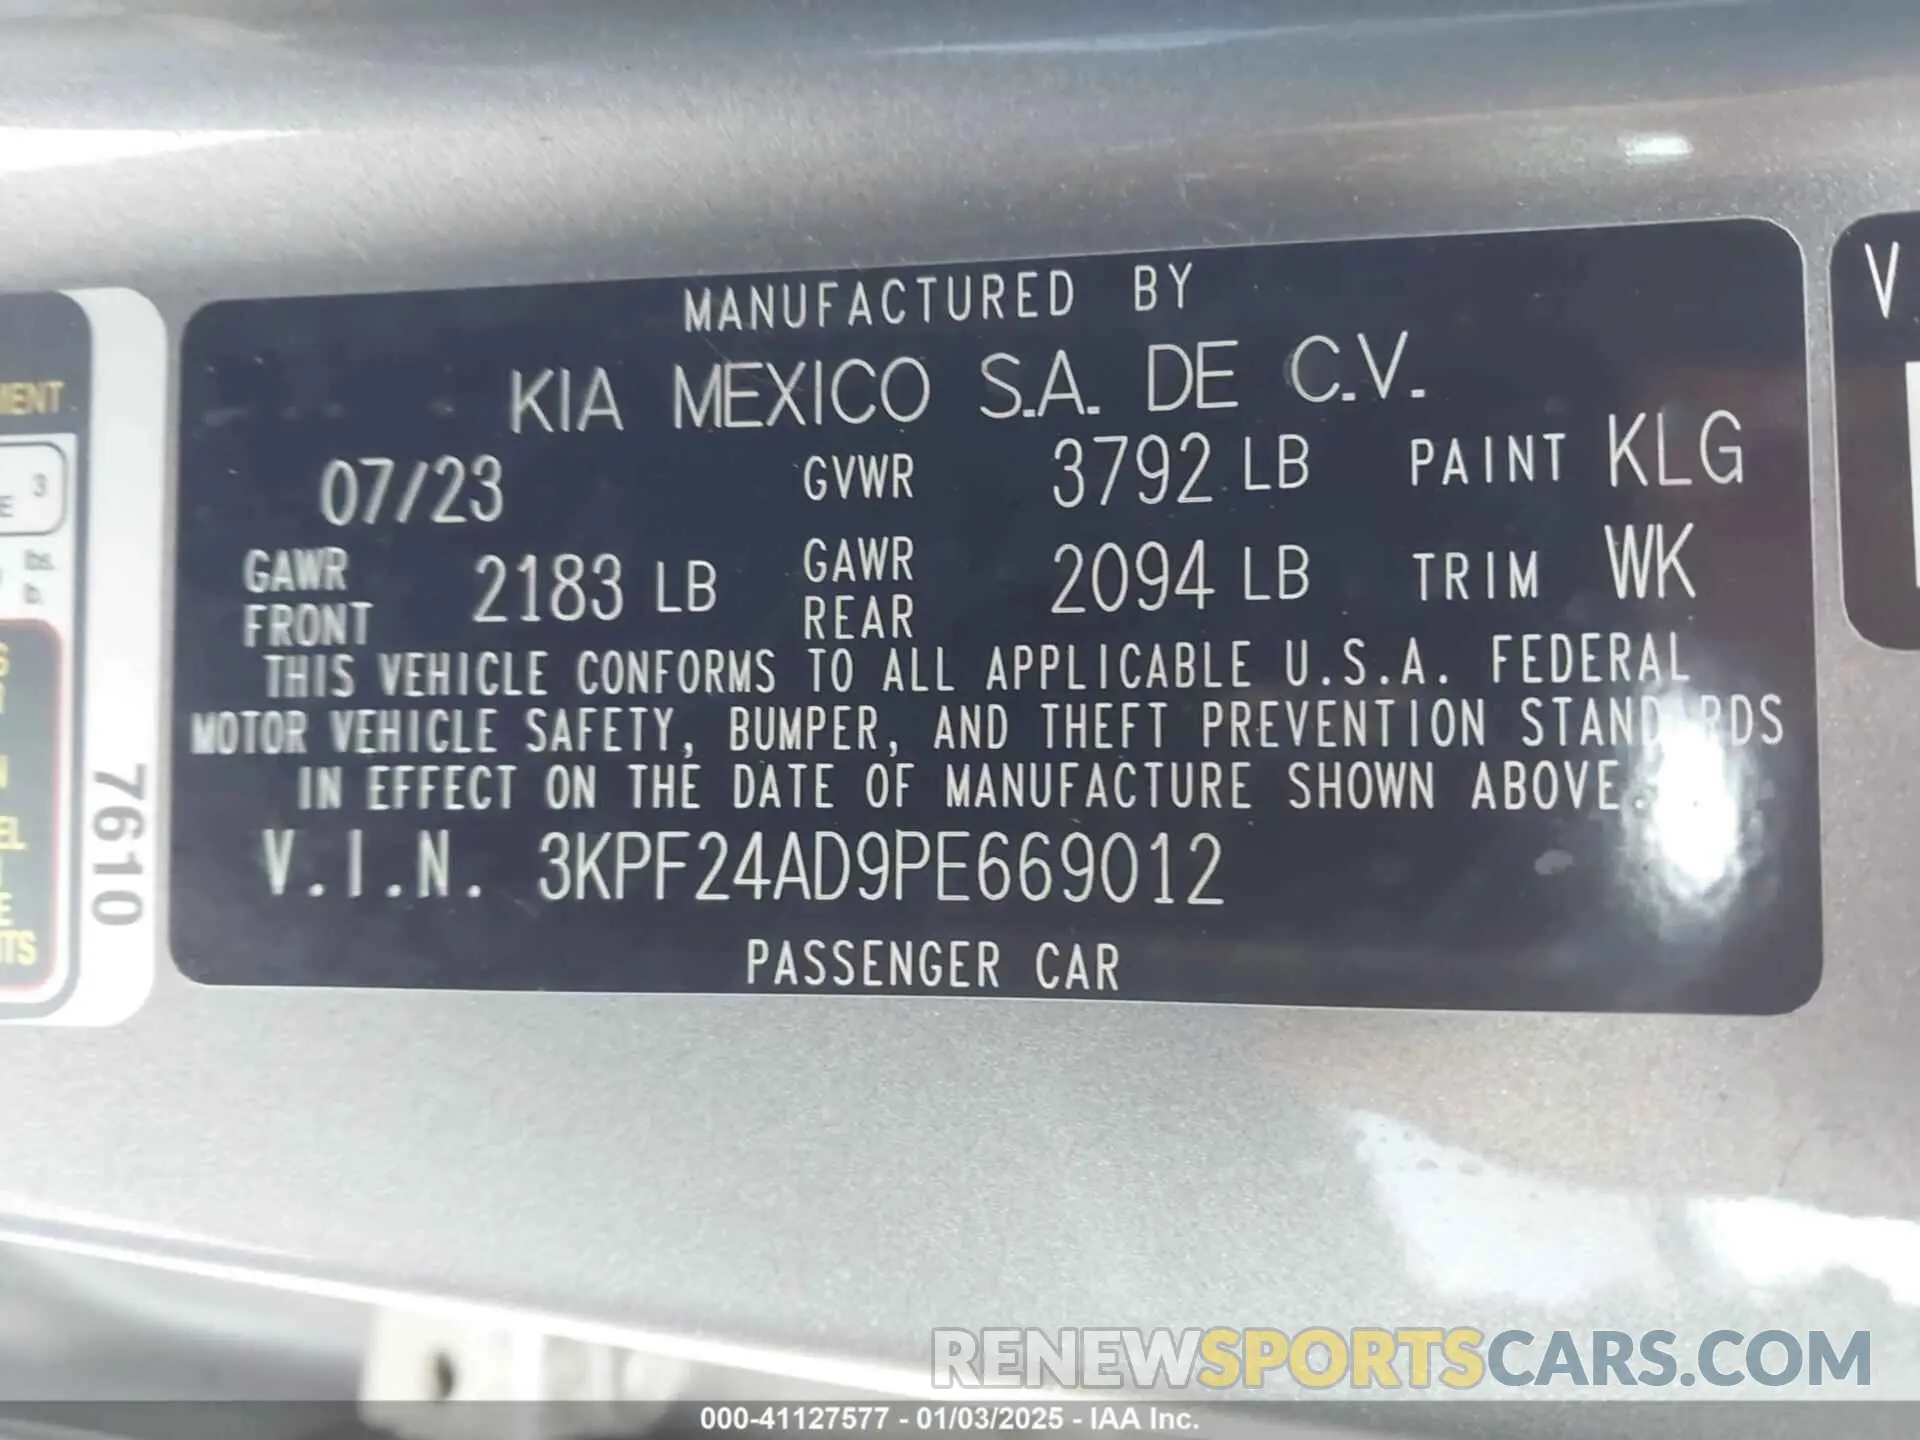 MANUFACTURED BY
KIA MEXICO S.A. DE C.V.
07/23 GVWR 3792 LB PAINT KLG
GAWR FRONT 2183 LB GAWR REAR 2094 LB TRIM WK
THIS VEHICLE CONFORMS TO ALL APPLICABLE U.S.A. FEDERAL
MOTOR VEHICLE SAFETY, BUMPER, AND THEFT PREVENTION STANDARDS
IN EFFECT ON THE DATE OF MANUFACTURE SHOWN ABOVE.
V.I.N. 3KPF24AD9PE669012
PASSENGER CAR
7610
3
lbs.
RENEWSPORTSCARS.COM
000-41127577 - 01/03/2025 - IAA Inc.